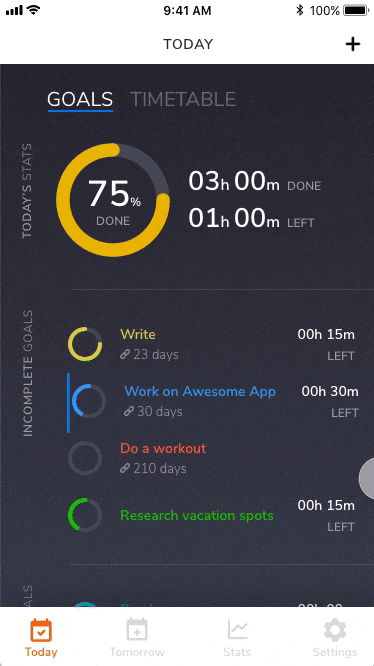 9:41 AM
100%
TODAY
GOALS TIMETABLE
TODAY'S STATS
75%
DONE
03h 00m DONE
01h 00m LEFT
INCOMPLETE GOALS
Write
23 days
00h 15m
LEFT
Work on Awesome App
30 days
00h 30m
LEFT
Do a workout
210 days
Research vacation spots
00h 15m
LEFT
Today
Tomorrow
Stats
Settings